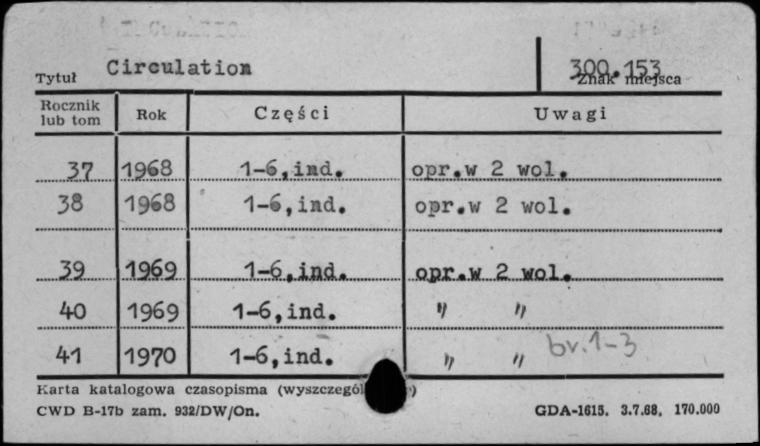 Circulation 300.153
Tytuł Znak miejsca
Rocznik lub tom Rok Części Uwagi
37 1968 1-6,ind. opr.w 2 wol.
38 1968 1-6,ind. opr.w 2 wol.
39 1969 1-6,ind. opr.w 2 wol.
40 1969 1-6,ind. " "
41 1970 1-6,ind. " " br.1-3
Karta katalogowa czasopisma (wyszczegól )
CWD B-17b zam. 932/DW/On. GDA-1615. 3.7.68. 170.000